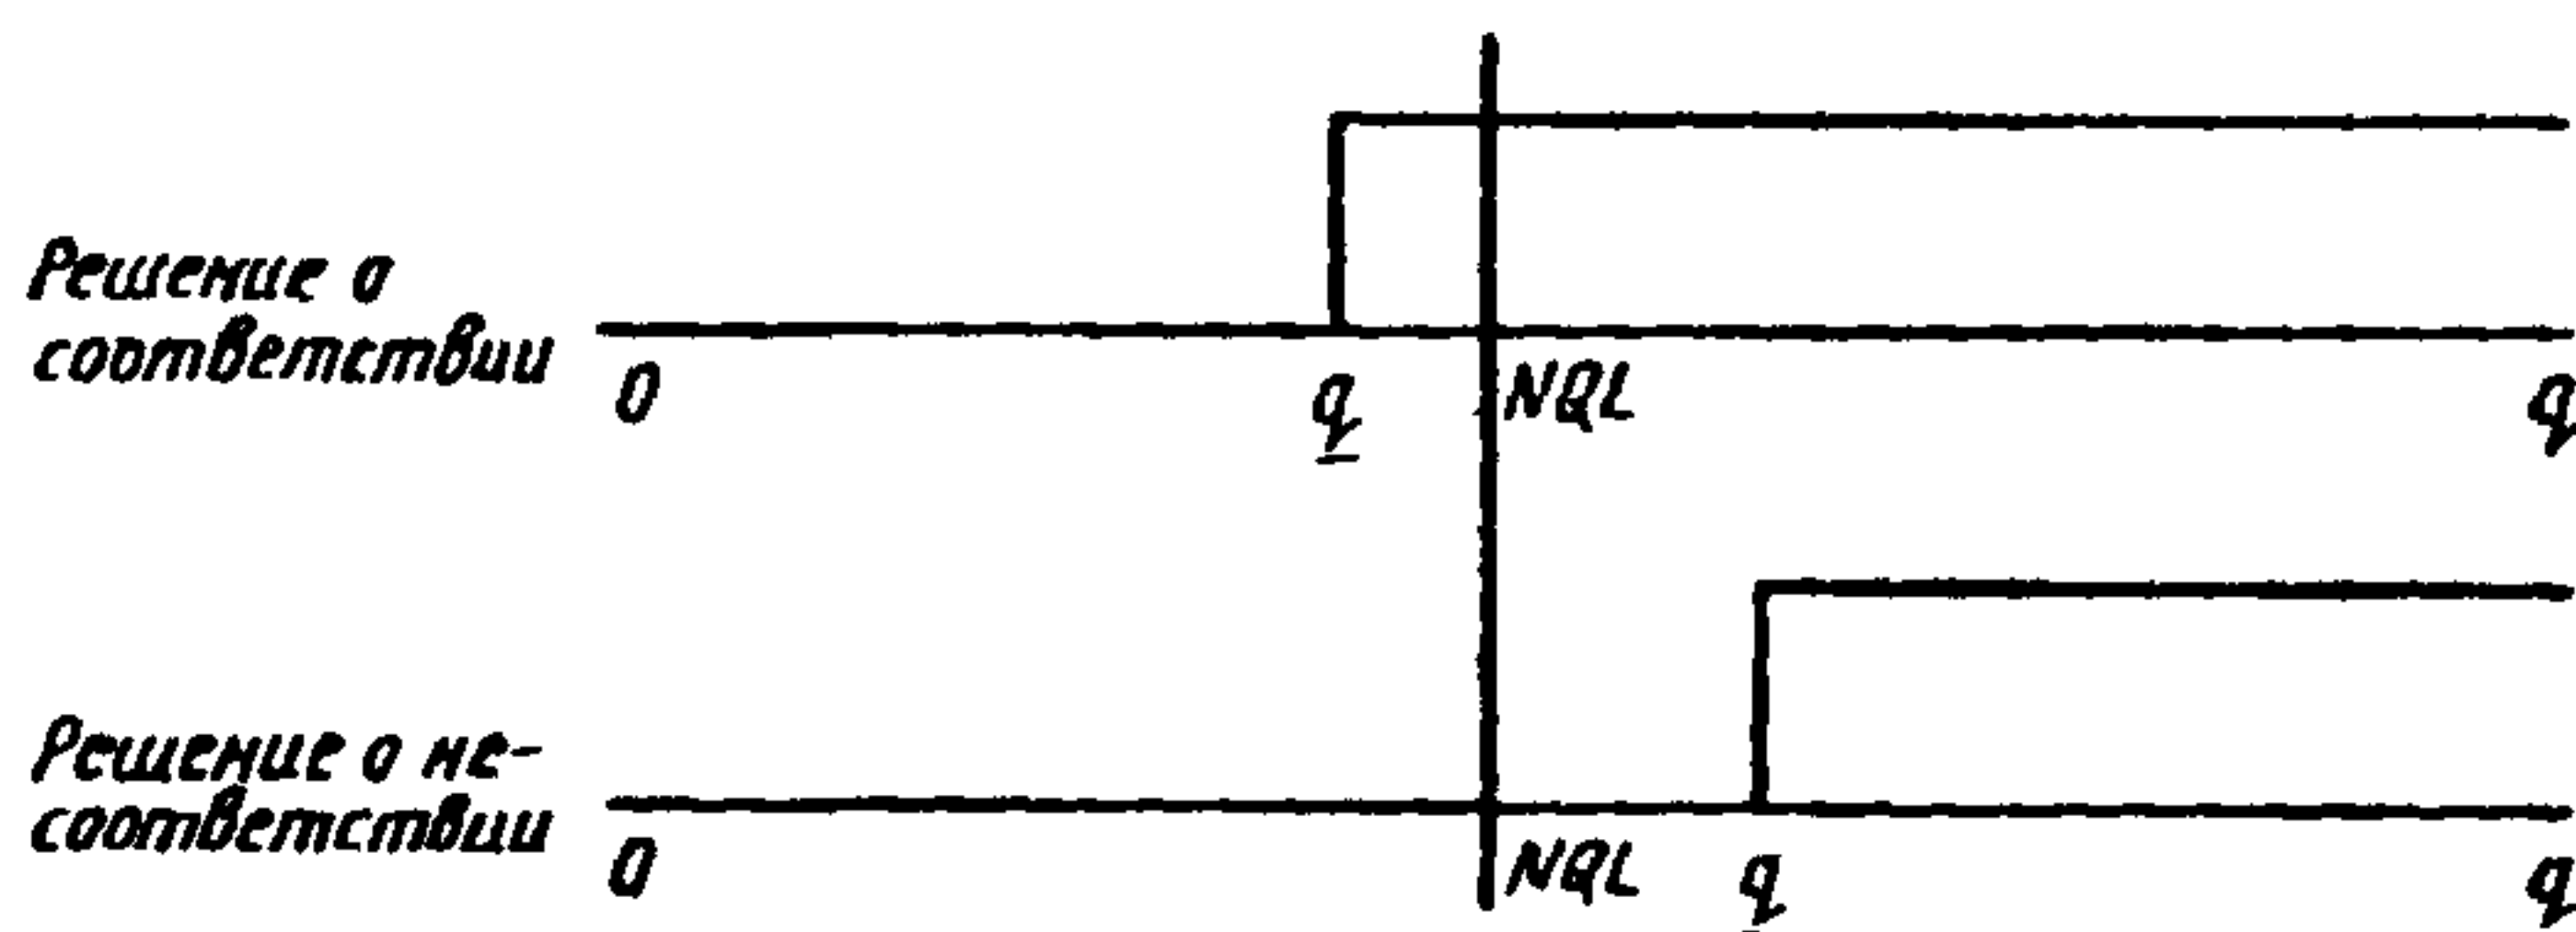 Решение о
соответствии
0 q NQL q
Решение о не-
соответствии
0 NQL q q